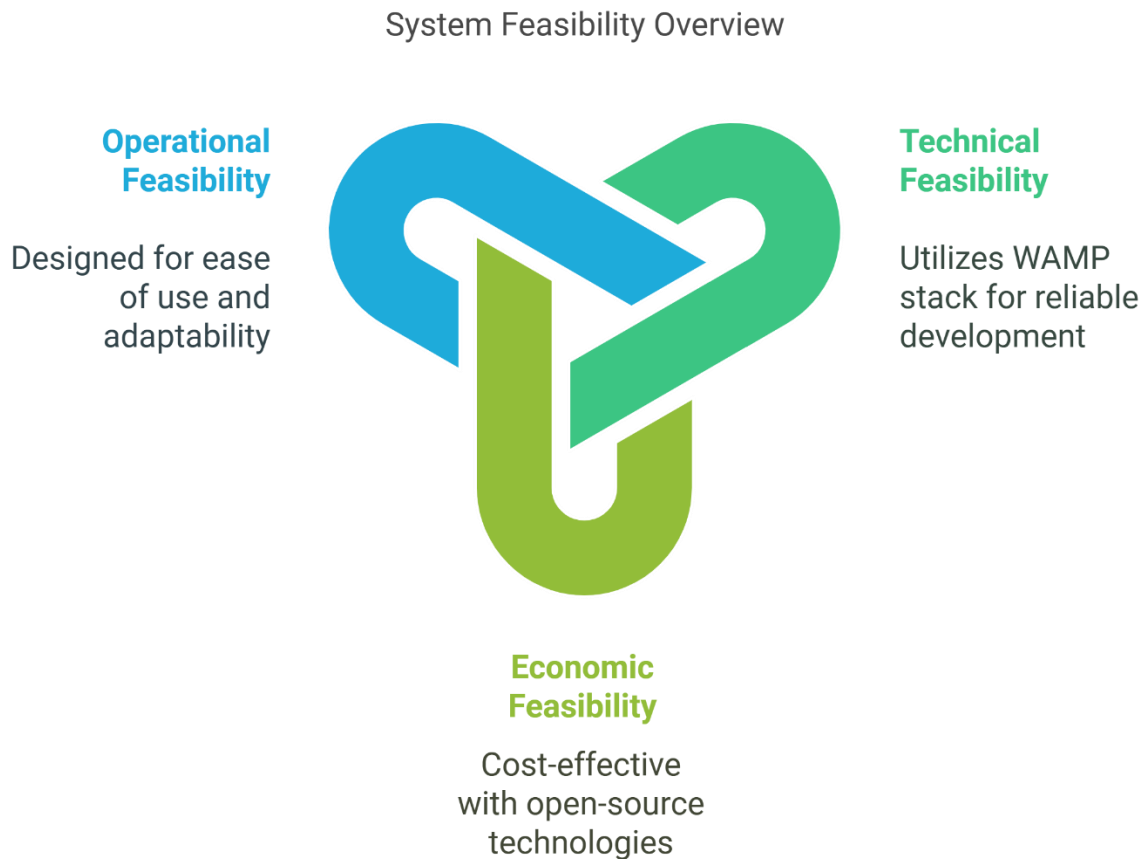 System Feasibility Overview
Operational
Feasibility
Designed for ease
of use and
adaptability
Technical
Feasibility
Utilizes WAMP
stack for reliable
development
Economic
Feasibility
Cost-effective
with open-source
technologies